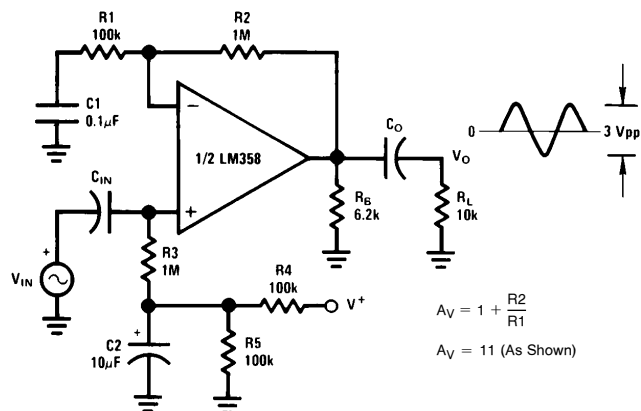 R1
100k
R2
1M
C1
0.1μF
−
1/2 LM358
+
CIN
CO
VO
0
3 VPP
RB
6.2k
RL
10k
+
VIN
R3
1M
R4
100k
V+
+
C2
10μF
R5
100k
AV = 1 + R2/R1
AV = 11 (As Shown)